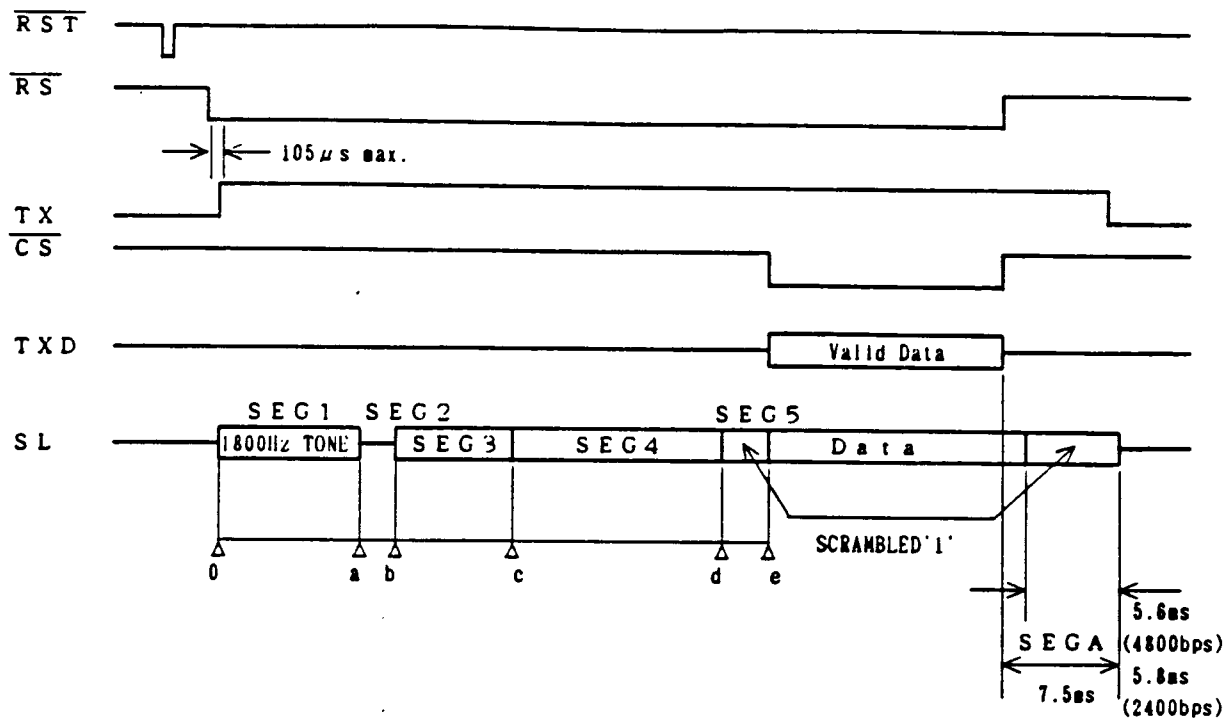 RST
RS
105μs max.
TX
CS
TXD
Valid Data
SEG1 SEG2 SEG5
SL
1800Hz TONE SEG3 SEG4 Data
SCRAMBLED'1'
0 a b c d e
5.6ms
SEGA (4800bps)
7.5ms 5.8ms
(2400bps)